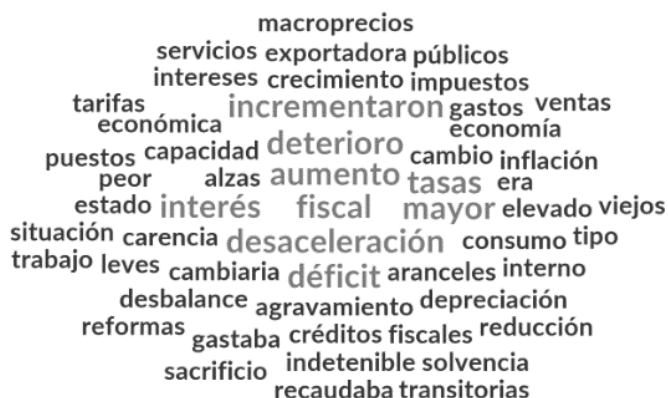 macroprecios
servicios exportadora públicos
intereses crecimiento impuestos
tarifas incrementaron gastos ventas
económica deterioro economía
puestos capacidad aumento cambio inflación
peor alzas tasas era
estado interés fiscal mayor elevado viejos
situación carencia desaceleración consumo tipo
trabajo leves cambiaria déficit aranceles interno
desbalance agravamiento depreciación
reformas gastaba créditos fiscales reducción
sacrificio indetenible solvencia
recaudaba transitorias